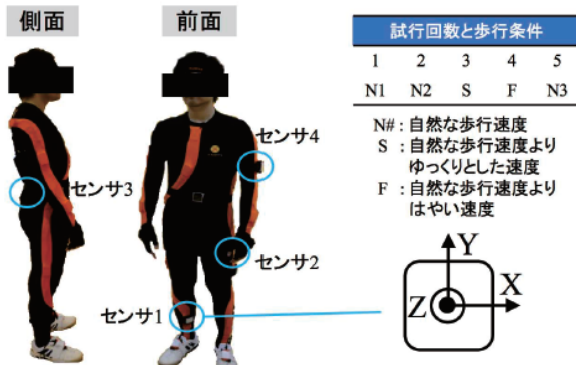 側面
前面
センサ4
センサ3
センサ2
センサ1
試行回数と歩行条件
1 2 3 4 5
N1 N2 S F N3
N#：自然な歩行速度
S：自然な歩行速度より
ゆっくりとした速度
F：自然な歩行速度より
はやい速度
Y
X
Z